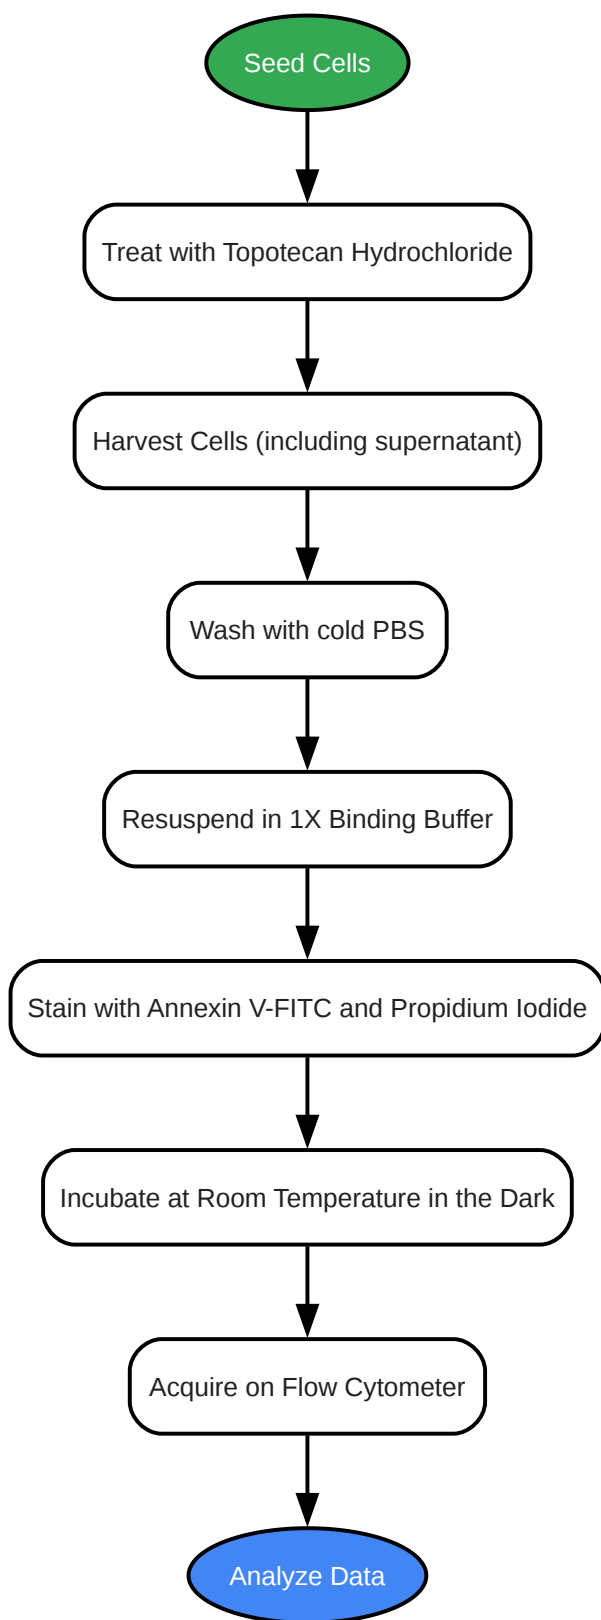 Seed Cells
Treat with Topotecan Hydrochloride
Harvest Cells (including supernatant)
Wash with cold PBS
Resuspend in 1X Binding Buffer
Stain with Annexin V-FITC and Propidium Iodide
Incubate at Room Temperature in the Dark
Acquire on Flow Cytometer
Analyze Data